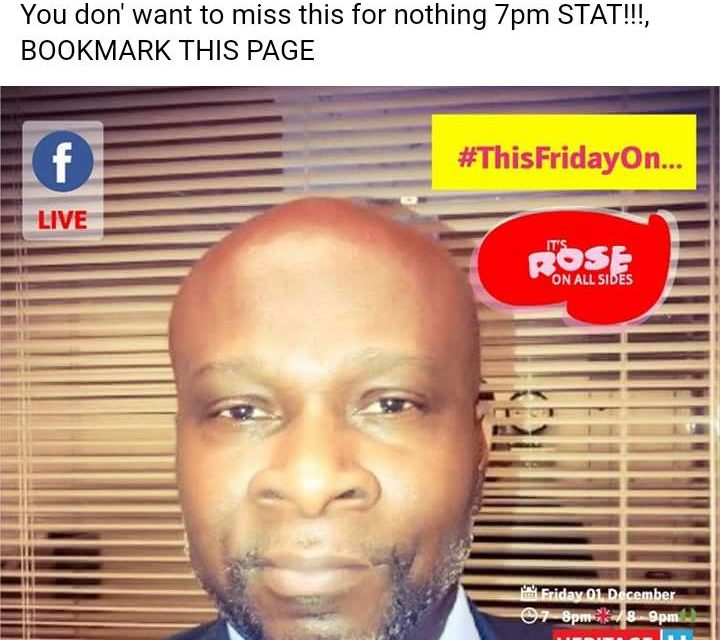 You don' want to miss this for nothing 7pm STAT!!!,
BOOKMARK THIS PAGE
f
LIVE
#ThisFridayOn...
IT'S
ROSE
ON ALL SIDES
Friday 01 December
7 - 8pm / 8 - 9pm